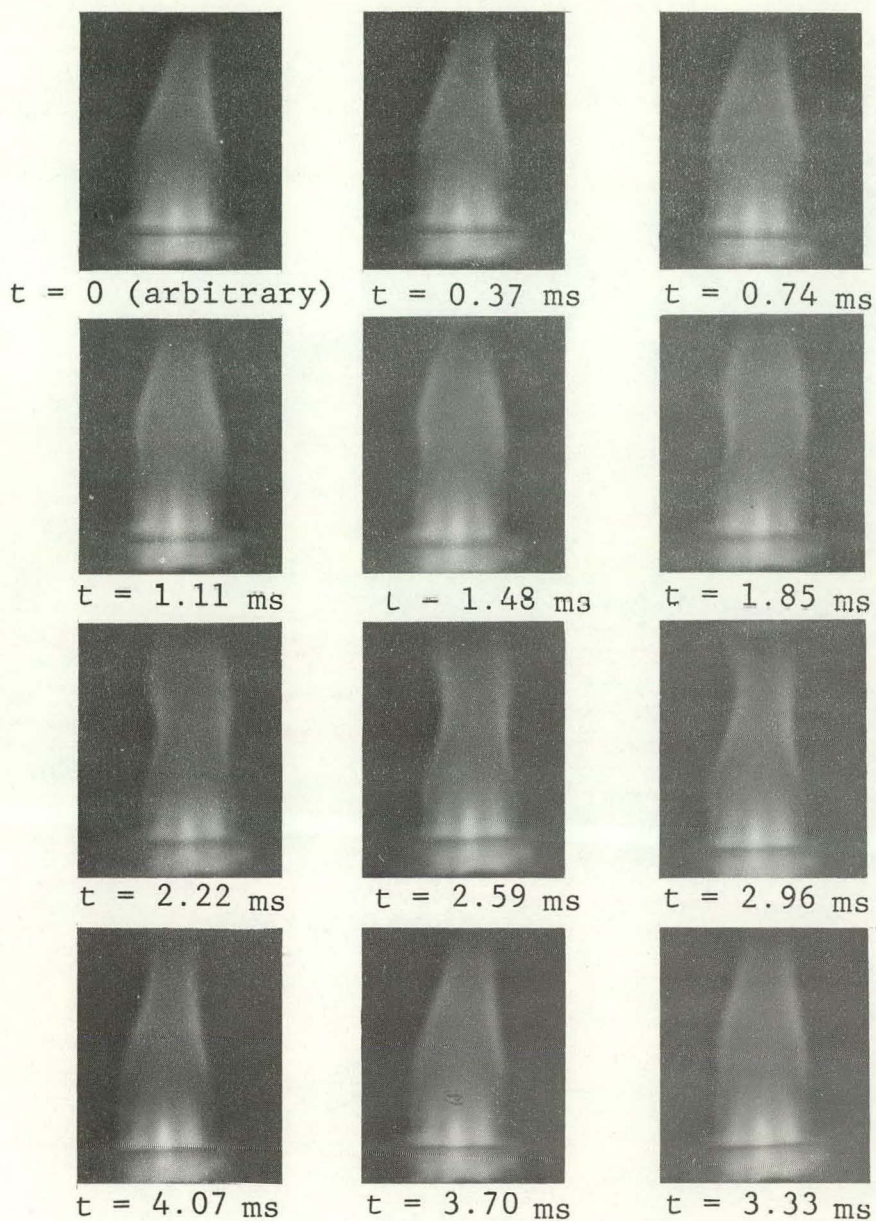 t = 0 (arbitrary) t = 0.37 ms t = 0.74 ms
t = 1.11 ms t = 1.85 ms
t = 2.22 ms t = 2.59 ms t = 2.96 ms
t = 4.07 ms t = 3.70 ms t = 3.33 ms